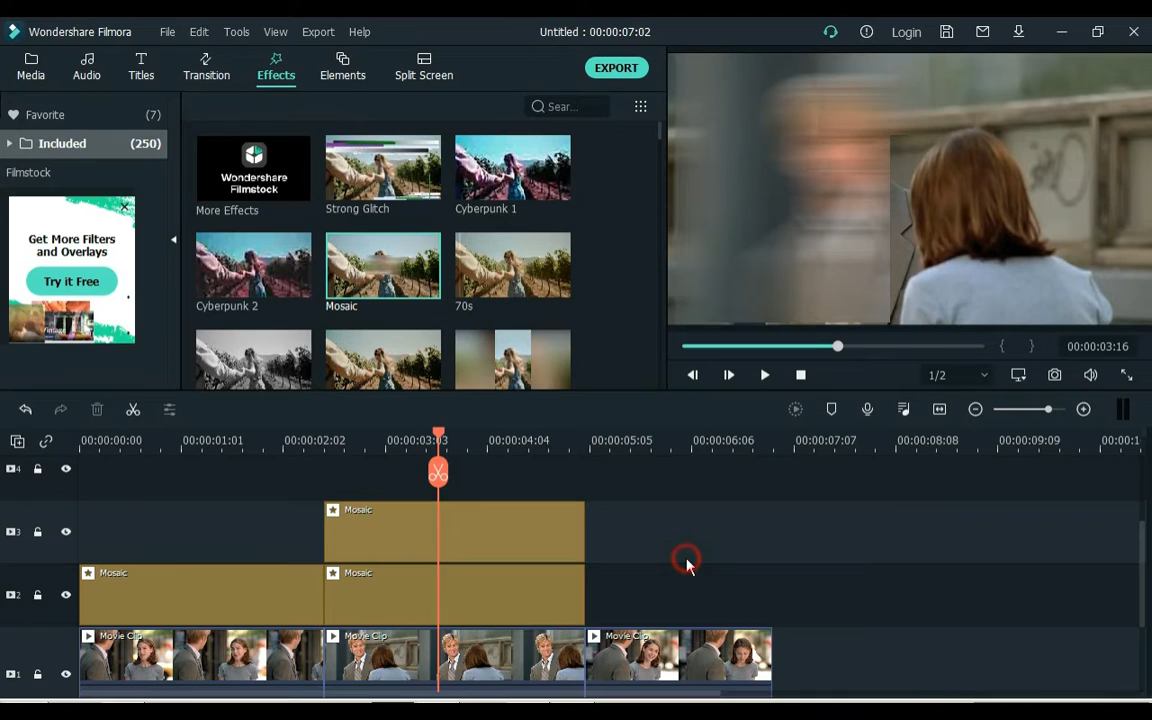 Wondershare Filmora File Edit Tools View Export Help Untitled : 00:00:07:02 Login
Media Audio Titles Transition Effects Elements Split Screen EXPORT
Favorite (7)
Included (250)
Filmstock
Get More Filters
and Overlays
Try it Free
Sear...
Wondershare
Filmstock
More Effects Strong Glitch Cyberpunk 1
Cyberpunk 2 Mosaic 70s
00:00:03:16
1/2
00:00:00:00 00:00:01:01 00:00:02:02 00:00:03:03 00:00:04:04 00:00:05:05 00:00:06:06 00:00:07:07 00:00:08:08 00:00:09:09 00:00:1
4
3 Mosaic
2 Mosaic Mosaic
Movie Clip Movie Clip Movie Clip
1